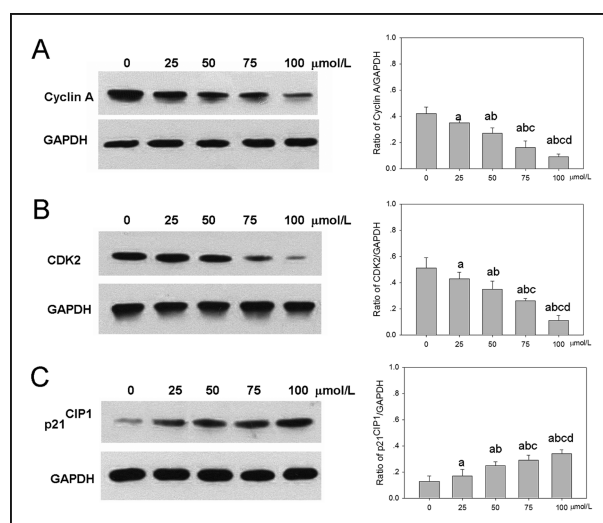 A
0 25 50 75 100 μmol/L
Cyclin A
GAPDH
Ratio of Cyclin A/GAPDH
1.0
.8
.6
.4
.2
0.0
a ab abc abcd
0 25 50 75 100
B
0 25 50 75 100 μmol/L
CDK2
GAPDH
Ratio of CDK2/GAPDH
1.0
.8
.6
.4
.2
0.0
a ab abc abcd
0 25 50 75 100
C
0 25 50 75 100 μmol/L
p21CIP1
GAPDH
Ratio of p21CIP1/GAPDH
1.0
.8
.6
.4
.2
0.0
a ab abc abcd
0 25 50 75 100